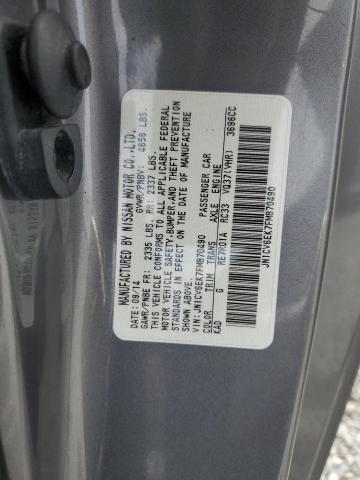 MANUFACTURED BY NISSAN MOTOR CO.,LTD.
DATE: 09/14 GVWR/PNBV: 4656 LBS.
GAWR/PNBE FR: 2335 LBS. RR: 2337 LBS.
THIS VEHICLE CONFORMS TO ALL APPLICABLE FEDERAL
MOTOR VEHICLE SAFETY,BUMPER,AND THEFT PREVENTION
STANDARDS IN EFFECT ON THE DATE OF MANUFACTURE
SHOWN ABOVE.
VIN: JN1CV6EK7FM870490 PASSENGER CAR
COLOR TRIM TRANS AXLE ENGINE 3696CC
KAD G RE7R01A RC33 VQ37(VHR)
JN1CV6EK7FM870490